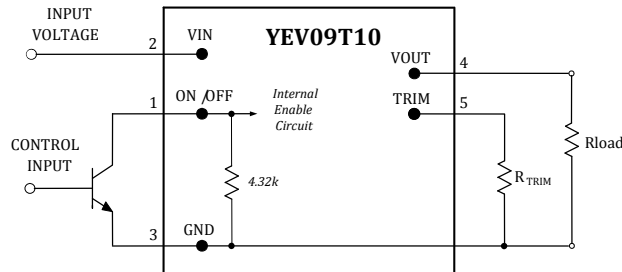 INPUT
VOLTAGE
2
VIN
YEV09T10
VOUT
4
1
ON /OFF
Internal
Enable
Circuit
TRIM
5
CONTROL
INPUT
4.32k
R TRIM
Rload
3
GND